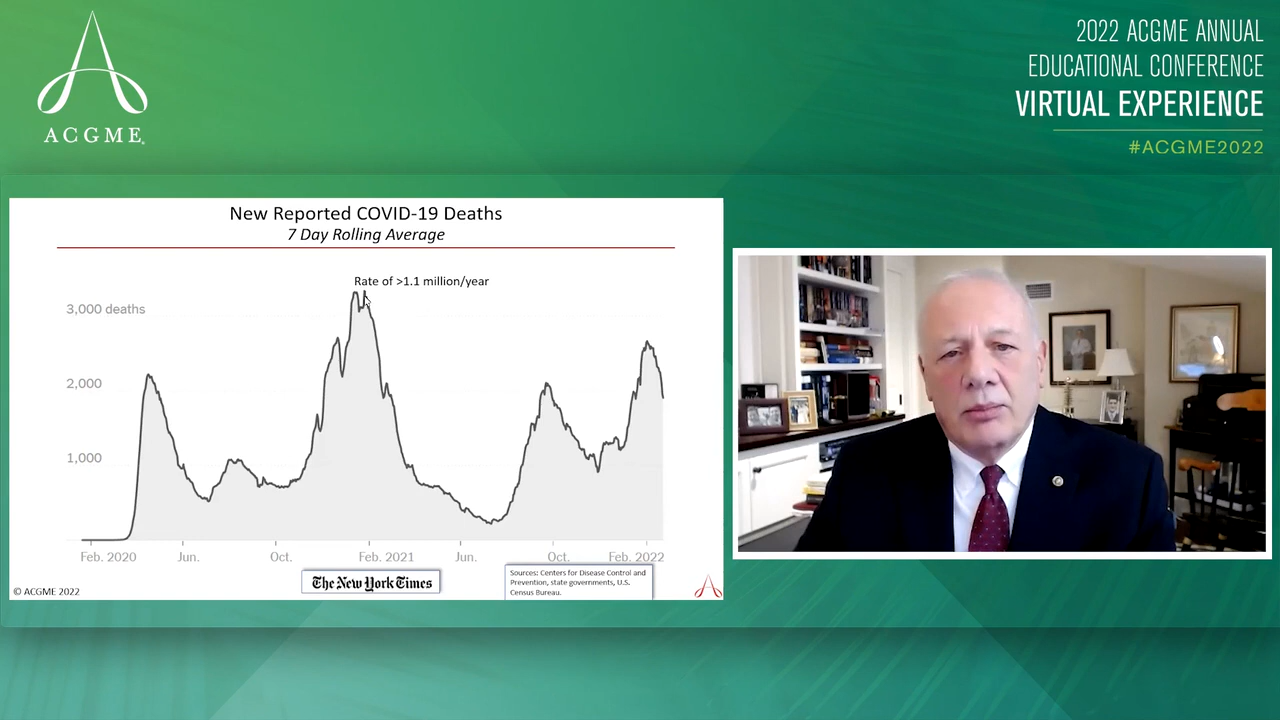 ACGME
2022 ACGME ANNUAL
EDUCATIONAL CONFERENCE
VIRTUAL EXPERIENCE
#ACGME2022
New Reported COVID-19 Deaths
7 Day Rolling Average
Rate of >1.1 million/year
3,000 deaths
2,000
1,000
Feb. 2020 Jun. Oct. Feb. 2021 Jun. Oct. Feb. 2022
The New York Times
Sources: Centers for Disease Control and
Prevention, state governments, U.S.
Census Bureau.
© ACGME 2022